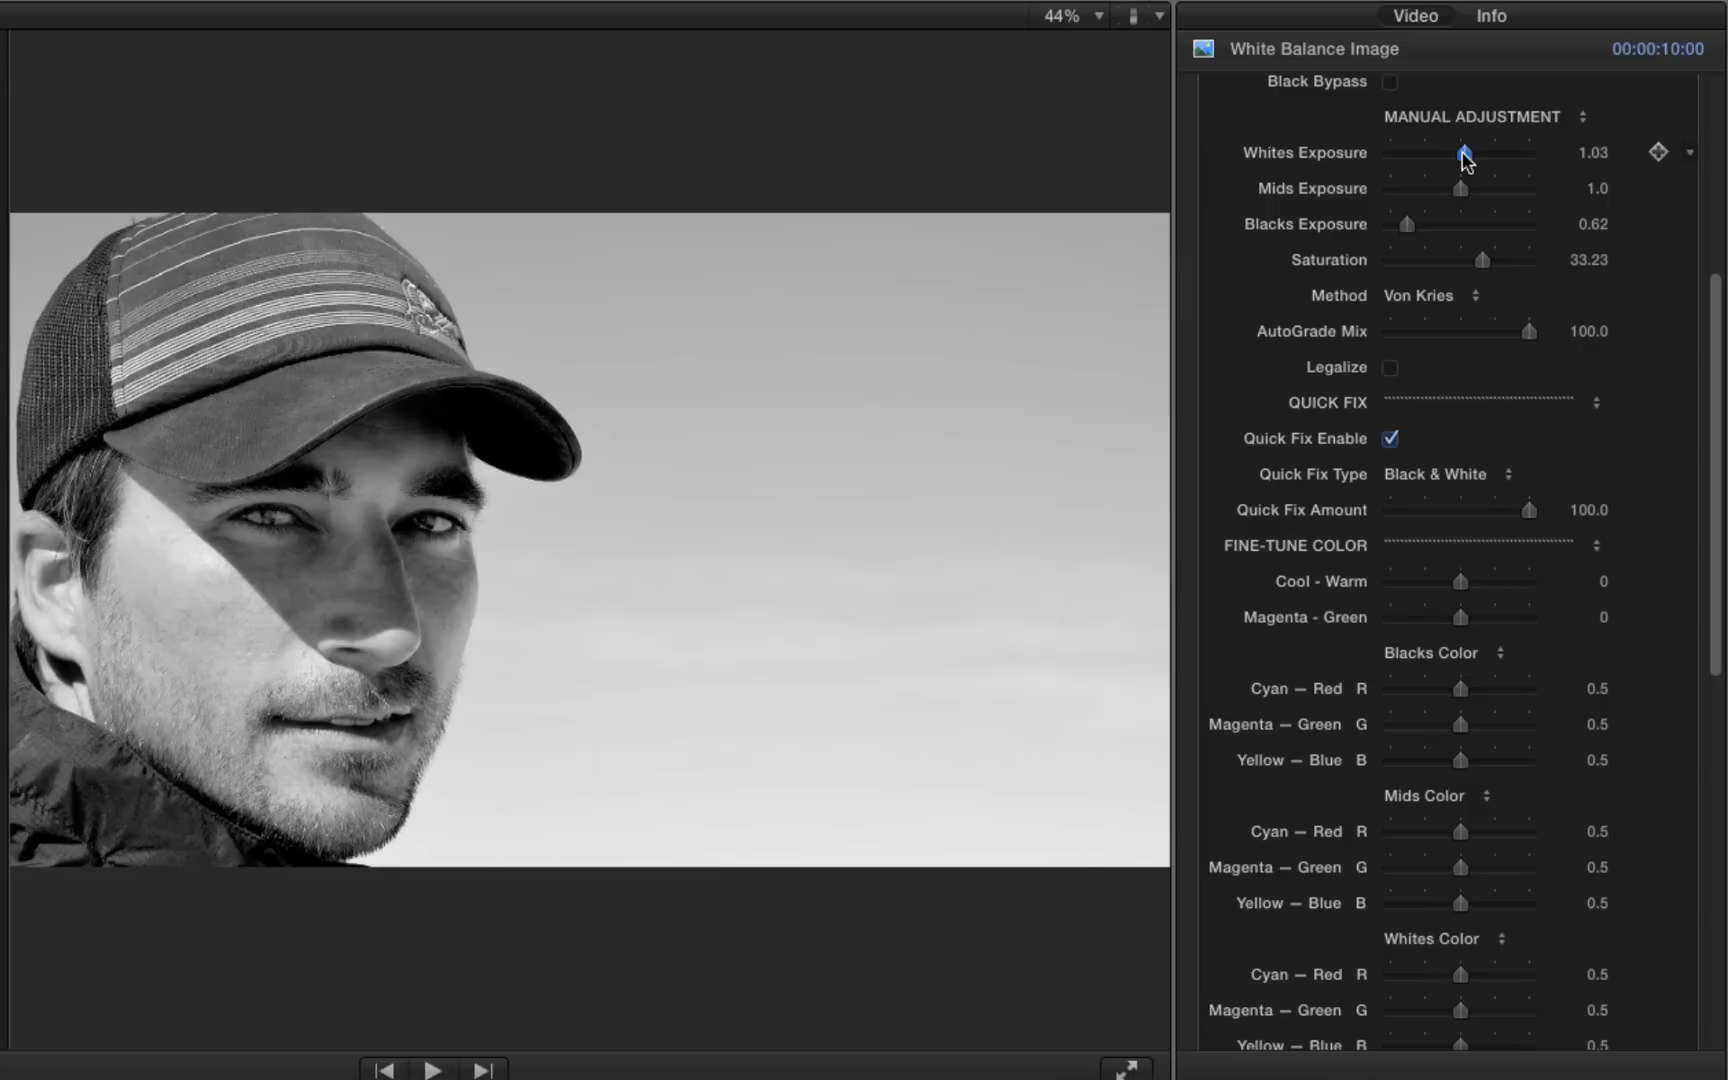 44%
Video Info
White Balance Image 00:00:10:00
Black Bypass
MANUAL ADJUSTMENT
Whites Exposure 1.03
Mids Exposure 1.0
Blacks Exposure 0.62
Saturation 33.23
Method Von Kries
AutoGrade Mix 100.0
Legalize
QUICK FIX
Quick Fix Enable
Quick Fix Type Black & White
Quick Fix Amount 100.0
FINE-TUNE COLOR
Cool - Warm 0
Magenta - Green 0
Blacks Color
Cyan — Red R 0.5
Magenta — Green G 0.5
Yellow — Blue B 0.5
Mids Color
Cyan — Red R 0.5
Magenta — Green G 0.5
Yellow — Blue B 0.5
Whites Color
Cyan — Red R 0.5
Magenta — Green G 0.5
Yellow — Blue B 0.5